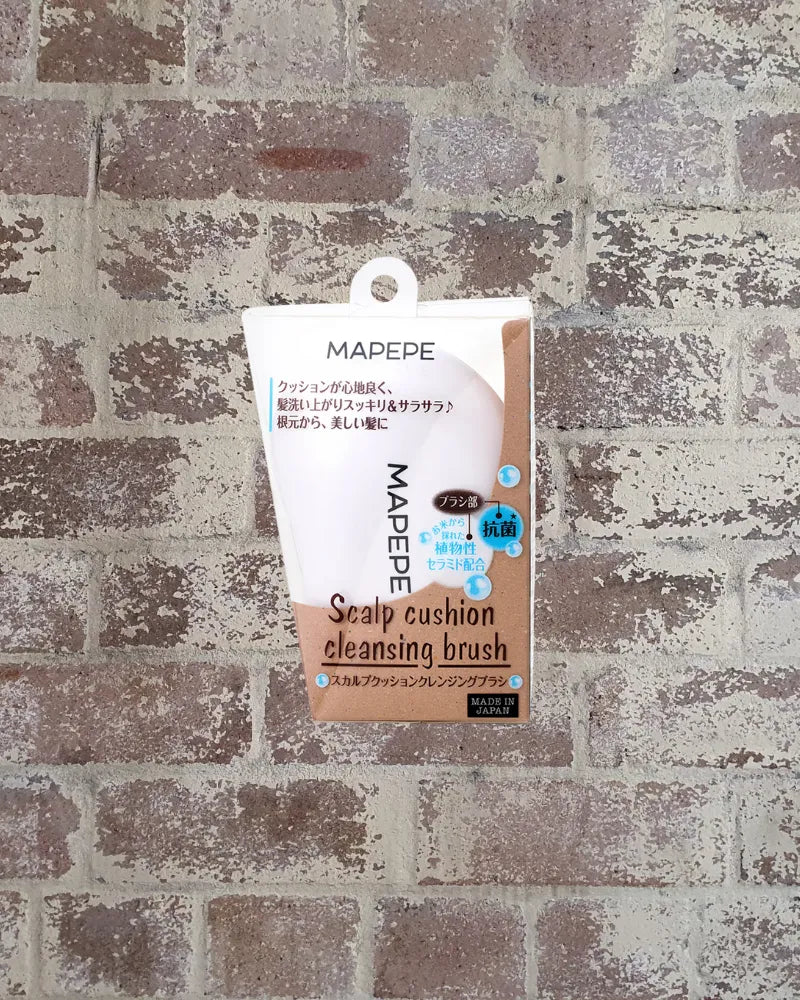 MAPEPE
クッションが心地良く、
髪洗い上がりスッキリ&サラサラ♪
根元から、美しい髪に
MAPEPE
ブラシ部
抗菌
お米から
採れた
植物性
セラミド配合
Scalp cushion
cleansing brush
スカルプクッションクレンジングブラシ
MADE IN
JAPAN